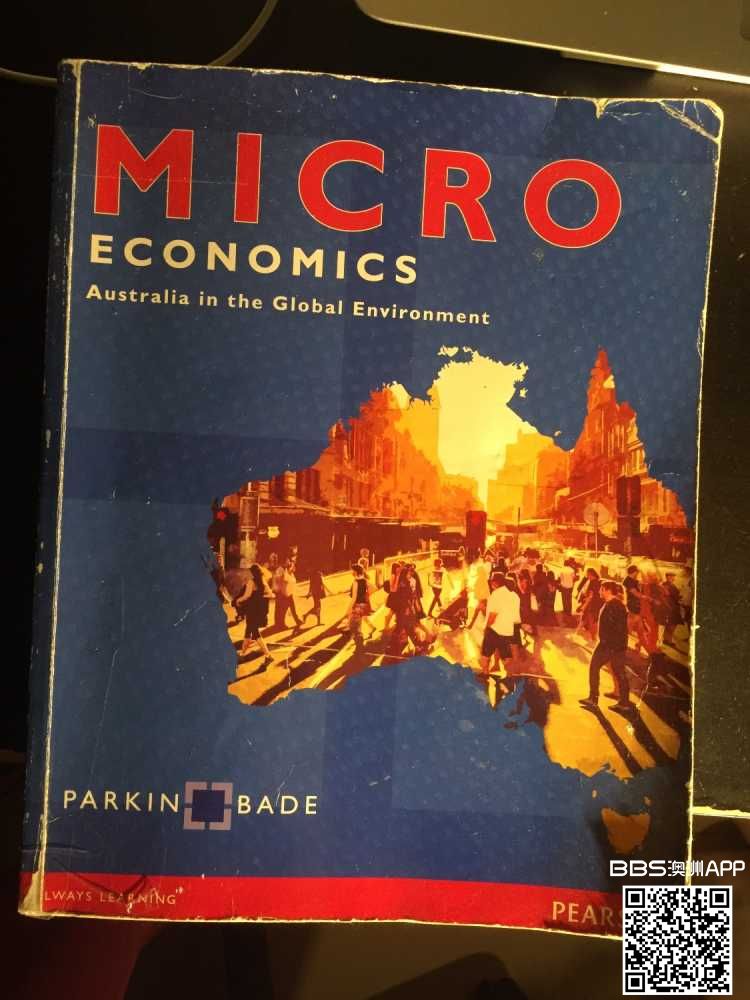 MICRO
ECONOMICS
Australia in the Global Environment
PARKIN BADE
LWAYS LEARNING
PEARS
BBS澳洲APP